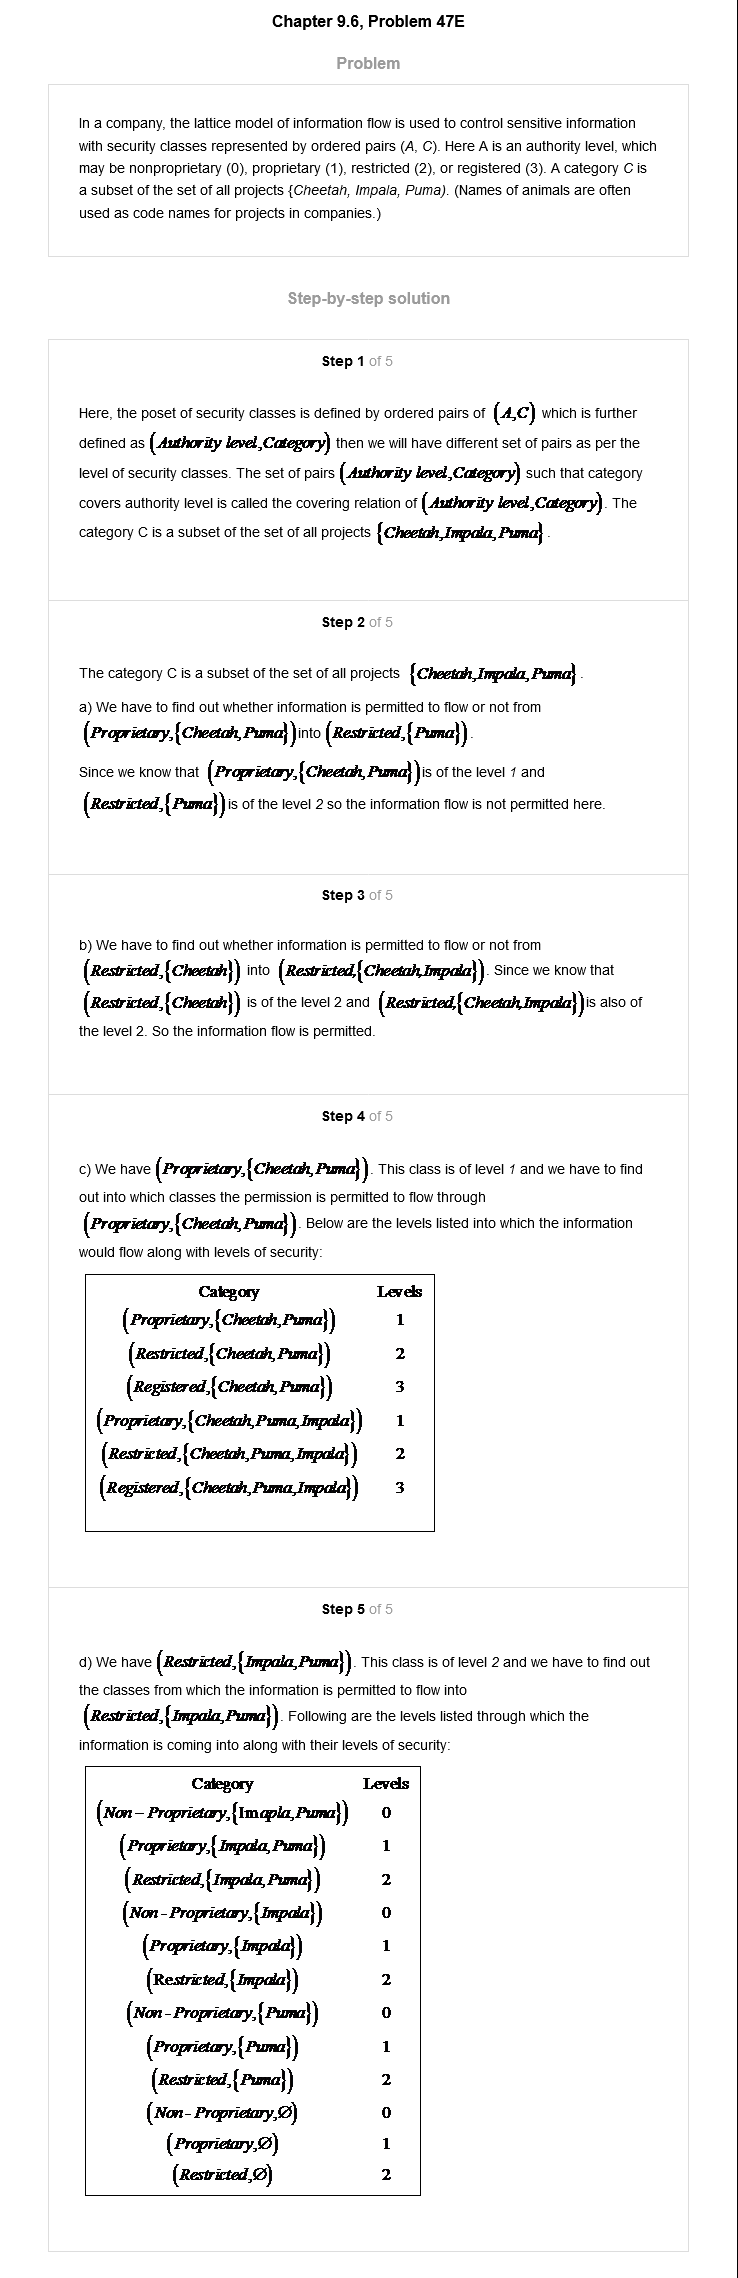 Chapter 9.6, Problem 47E
Problem
In a company, the lattice model of information flow is used to control sensitive information
with security classes represented by ordered pairs (A, C). Here A is an authority level, which
may be nonproprietary (0), proprietary (1), restricted (2), or registered (3). A category C is
a subset of the set of all projects {Cheetah, Impala, Puma). (Names of animals are often
used as code names for projects in companies.)
Step-by-step solution
Step 1 of 5
Here, the poset of security classes is defined by ordered pairs of (A,C) which is further
defined as (Authority level,Category) then we will have different set of pairs as per the
level of security classes. The set of pairs (Authority level,Category) such that category
covers authority level is called the covering relation of (Authority level,Category). The
category C is a subset of the set of all projects {Cheetah,Impala,Puma}.
Step 2 of 5
The category C is a subset of the set of all projects {Cheetah,Impala,Puma}.
a) We have to find out whether information is permitted to flow or not from
(Proprietary,{Cheetah,Puma}) into (Restricted,{Puma}).
Since we know that (Proprietary,{Cheetah,Puma}) is of the level 1 and
(Restricted,{Puma}) is of the level 2 so the information flow is not permitted here.
Step 3 of 5
b) We have to find out whether information is permitted to flow or not from
(Restricted,{Cheetah}) into (Restricted,{Cheetah,Impala}). Since we know that
(Restricted,{Cheetah}) is of the level 2 and (Restricted,{Cheetah,Impala}) is also of
the level 2. So the information flow is permitted.
Step 4 of 5
c) We have (Proprietary,{Cheetah,Puma}). This class is of level 1 and we have to find
out into which classes the permission is permitted to flow through
(Proprietary,{Cheetah,Puma}). Below are the levels listed into which the information
would flow along with levels of security:
Category Levels
(Proprietary,{Cheetah,Puma}) 1
(Restricted,{Cheetah,Puma}) 2
(Registered,{Cheetah,Puma}) 3
(Proprietary,{Cheetah,Puma,Impala}) 1
(Restricted,{Cheetah,Puma,Impala}) 2
(Registered,{Cheetah,Puma,Impala}) 3
Step 5 of 5
d) We have (Restricted,{Impala,Puma}). This class is of level 2 and we have to find out
the classes from which the information is permitted to flow into
(Restricted,{Impala,Puma}). Following are the levels listed through which the
information is coming into along with their levels of security:
Category Levels
(Non – Proprietary,{Imapla,Puma}) 0
(Proprietary,{Impala,Puma}) 1
(Restricted,{Impala,Puma}) 2
(Non - Proprietary,{Impala}) 0
(Proprietary,{Impala}) 1
(Restricted,{Impala}) 2
(Non - Proprietary,{Puma}) 0
(Proprietary,{Puma}) 1
(Restricted,{Puma}) 2
(Non - Proprietary,∅) 0
(Proprietary,∅) 1
(Restricted,∅) 2